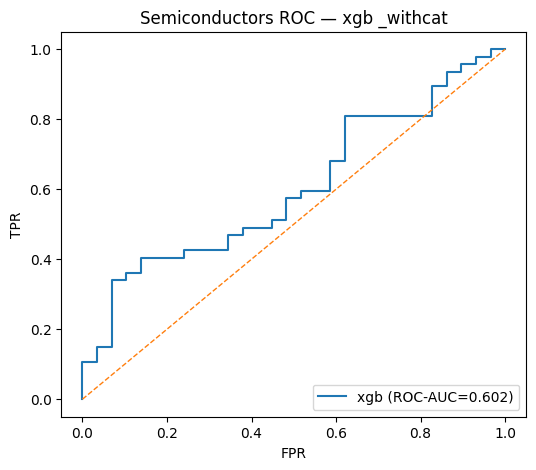 Semiconductors ROC — xgb _withcat
1.0
0.8
0.6
0.4
0.2
0.0
TPR
xgb (ROC-AUC=0.602)
0.0 0.2 0.4 0.6 0.8 1.0
FPR